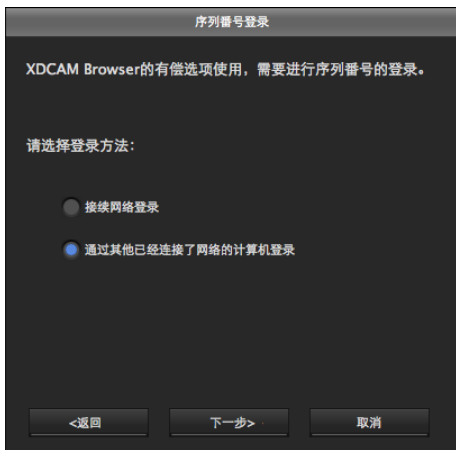 序列番号登录
XDCAM Browser的有偿选项使用，需要进行序列番号的登录。
请选择登录方法：
接续网络登录
通过其他已经连接了网络的计算机登录
<返回
下一步>
取消